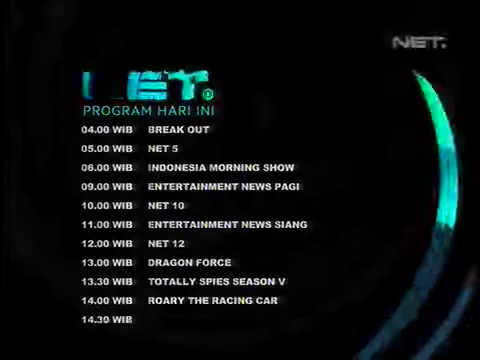 NET.
NET.
PROGRAM HARI INI
04.00 WIB BREAK OUT
05.00 WIB NET 5
06.00 WIB INDONESIA MORNING SHOW
09.00 WIB ENTERTAINMENT NEWS PAGI
10.00 WIB NET 10
11.00 WIB ENTERTAINMENT NEWS SIANG
12.00 WIB NET 12
13.00 WIB DRAGON FORCE
13.30 WIB TOTALLY SPIES SEASON V
14.00 WIB ROARY THE RACING CAR
14.30 WIB